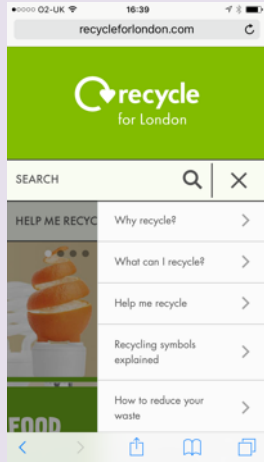 O2-UK 16:39
recycleforlondon.com
recycle
for London
SEARCH
HELP ME RECYC
Why recycle?
What can I recycle?
Help me recycle
Recycling symbols
explained
How to reduce your
waste
FOOD